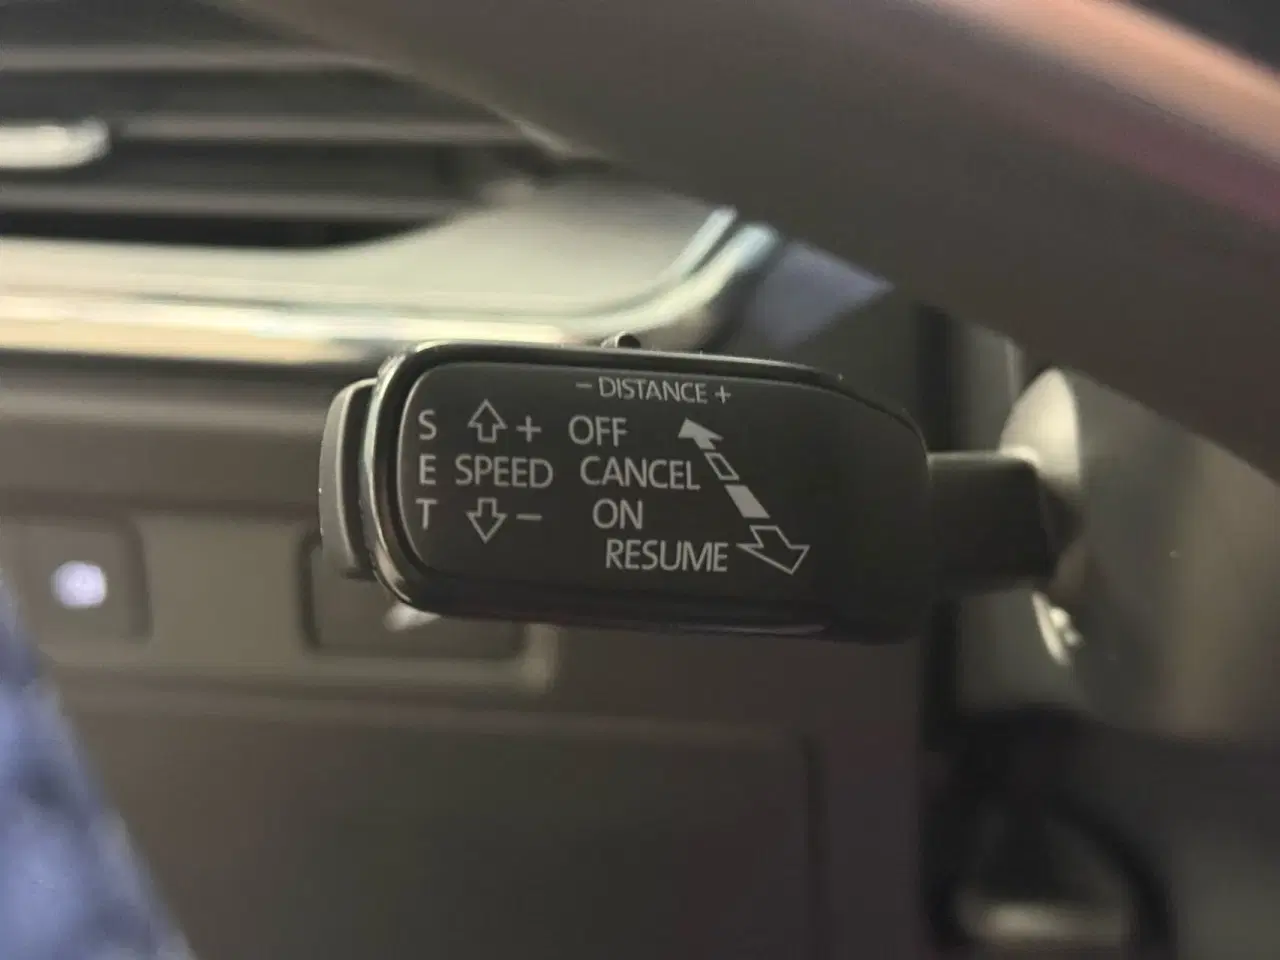 − DISTANCE +
S + OFF
E SPEED CANCEL
T − ON
RESUME